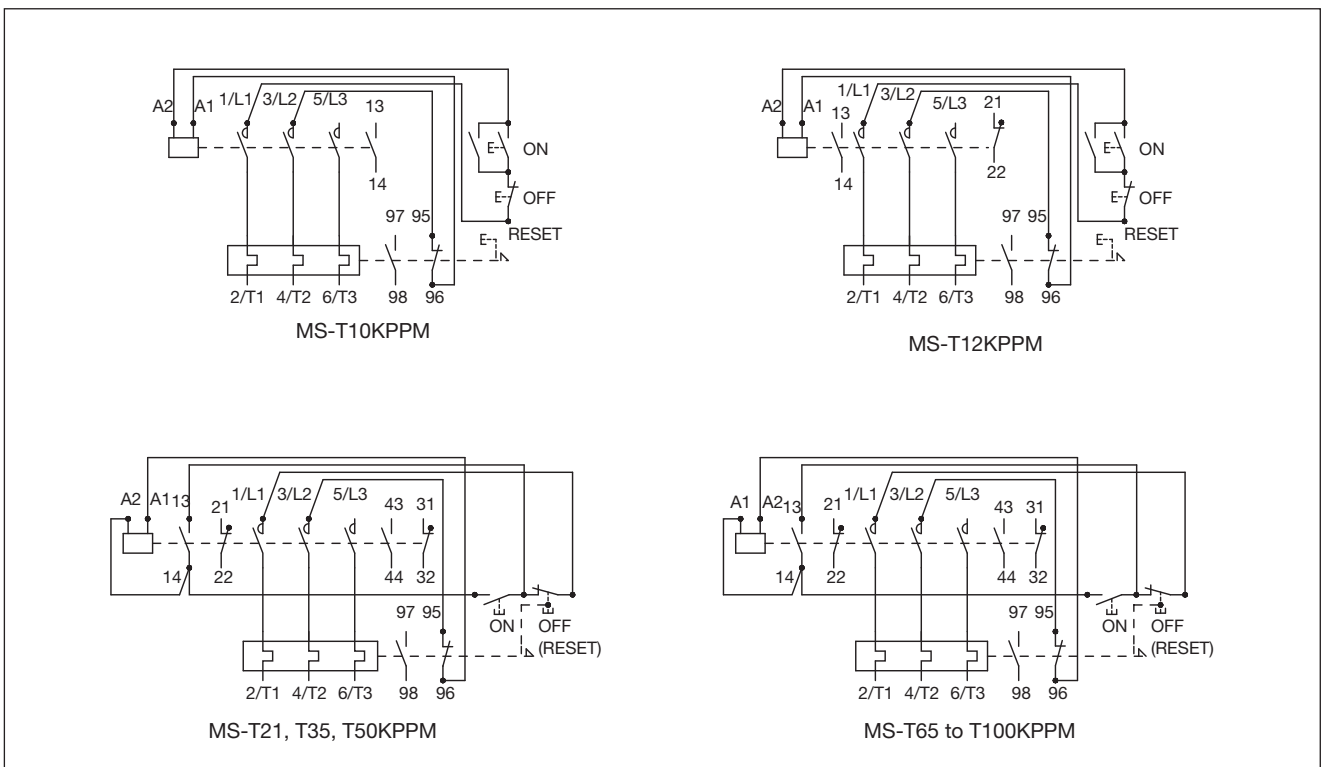 A2 A1 1/L1 3/L2 5/L3 13
14
E ON
E OFF
97 95
E RESET
2/T1 4/T2 6/T3 98 96
MS-T10KPPM
A2 A1 13 1/L1 3/L2 5/L3 21
14 22
E ON
E OFF
97 95
E RESET
2/T1 4/T2 6/T3 98 96
MS-T12KPPM
A2 A1 13 21 1/L1 3/L2 5/L3 43 31
14 22 44 32
97 95
ON OFF
(RESET)
2/T1 4/T2 6/T3 98 96
MS-T21, T35, T50KPPM
A1 A2 13 21 1/L1 3/L2 5/L3 43 31
14 22 44 32
97 95
ON OFF
(RESET)
2/T1 4/T2 6/T3 98 96
MS-T65 to T100KPPM